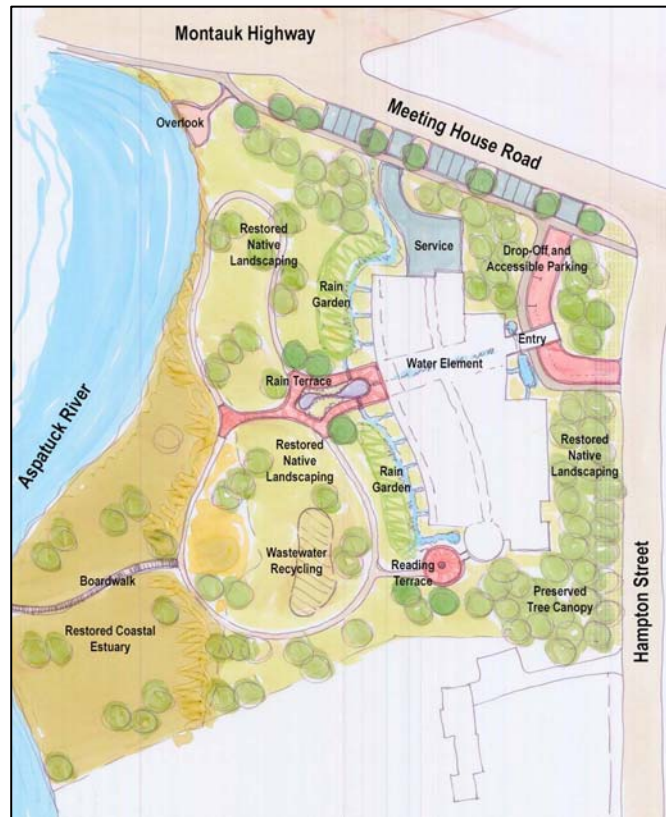 Montauk Highway
Meeting House Road
Overlook
Restored
Native
Landscaping
Service
Drop-Off and
Accessible Parking
Rain
Garden
Entry
Water Element
Rain Terrace
Aspatuck River
Restored
Native
Landscaping
Rain
Garden
Restored
Native
Landscaping
Wastewater
Recycling
Reading
Terrace
Boardwalk
Preserved
Tree Canopy
Restored Coastal
Estuary
Hampton Street